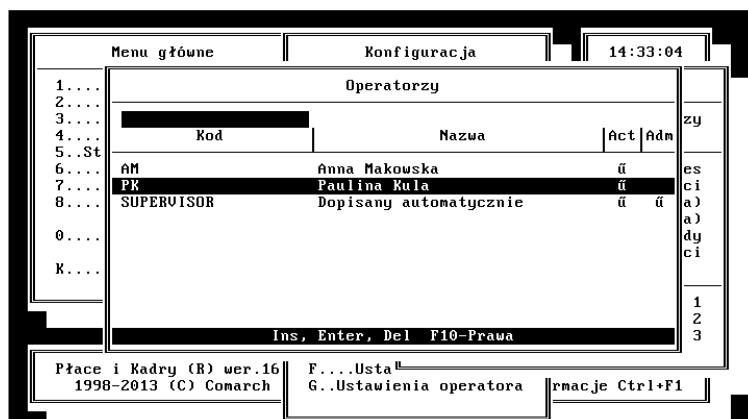 Menu główne Konfiguracja 14:33:04
1.... Operatorzy
2....
3.... zy
4.... Kod Nazwa Act Adm
5..St
6.... AM Anna Makowska ű es
7.... PK Paulina Kula ű ci
8.... SUPERVISOR Dopisany automatycznie ű ű a)
a)
0.... dy
ci
K....
1
2
Ins, Enter, Del F10-Prawa 3
Płace i Kadry (R) wer.16 F....Usta
1998-2013 (C) Comarch G..Ustawienia operatora rmacje Ctrl+F1